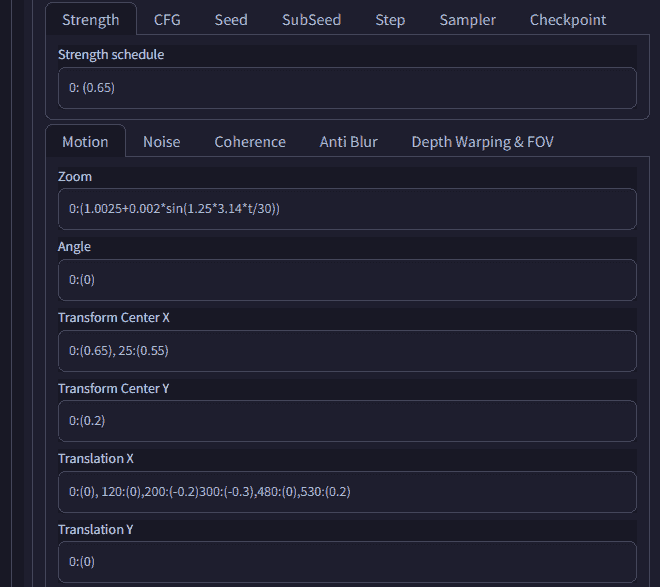 Strength CFG Seed SubSeed Step Sampler Checkpoint
Strength schedule
0: (0.65)
Motion Noise Coherence Anti Blur Depth Warping & FOV
Zoom
0:(1.0025+0.002*sin(1.25*3.14*t/30))
Angle
0:(0)
Transform Center X
0:(0.65), 25:(0.55)
Transform Center Y
0:(0.2)
Translation X
0:(0), 120:(0),200:(-0.2)300:(-0.3),480:(0),530:(0.2)
Translation Y
0:(0)